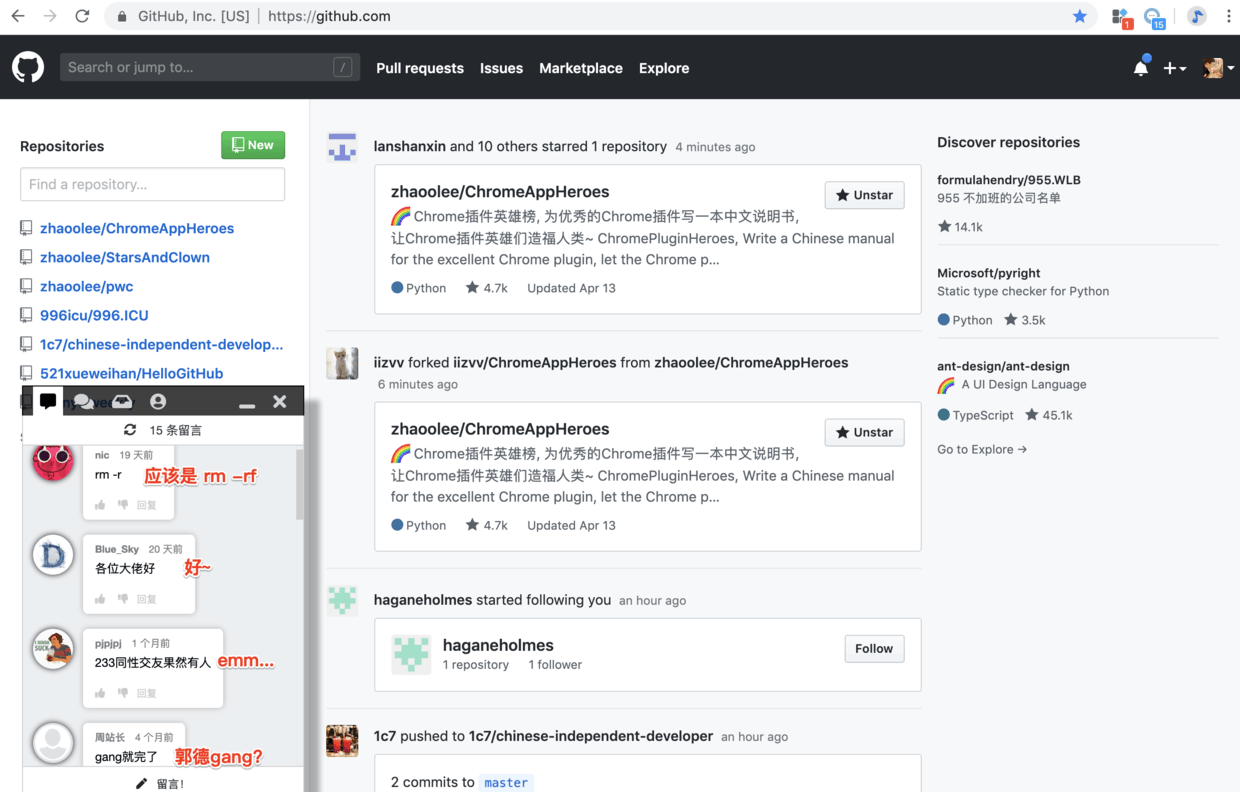 GitHub, Inc. [US] | https://github.com
1
15
Search or jump to...
/
Pull requests
Issues
Marketplace
Explore
Repositories
New
Find a repository...
zhaoolee/ChromeAppHeroes
zhaoolee/StarsAndClown
zhaoolee/pwc
996icu/996.ICU
1c7/chinese-independent-develop...
521xueweihan/HelloGitHub
15 条留言
nic 19 天前
rm -r
应该是 rm –rf
回复
Blue_Sky 20 天前
各位大佬好
好~
回复
pjpjpj 1 个月前
233同性交友果然有人
emm...
回复
周站长 4 个月前
gang就完了
郭德gang?
留言!
lanshanxin and 10 others starred 1 repository 4 minutes ago
zhaoolee/ChromeAppHeroes
Unstar
🌈 Chrome插件英雄榜, 为优秀的Chrome插件写一本中文说明书,
让Chrome插件英雄们造福人类~ ChromePluginHeroes, Write a Chinese manual
for the excellent Chrome plugin, let the Chrome p...
Python 4.7k Updated Apr 13
iizvv forked iizvv/ChromeAppHeroes from zhaoolee/ChromeAppHeroes
6 minutes ago
zhaoolee/ChromeAppHeroes
Unstar
🌈 Chrome插件英雄榜, 为优秀的Chrome插件写一本中文说明书,
让Chrome插件英雄们造福人类~ ChromePluginHeroes, Write a Chinese manual
for the excellent Chrome plugin, let the Chrome p...
Python 4.7k Updated Apr 13
haganeholmes started following you an hour ago
haganeholmes
1 repository 1 follower
Follow
1c7 pushed to 1c7/chinese-independent-developer an hour ago
2 commits to master
Discover repositories
formulahendry/955.WLB
955 不加班的公司名单
14.1k
Microsoft/pyright
Static type checker for Python
Python 3.5k
ant-design/ant-design
🌈 A UI Design Language
TypeScript 45.1k
Go to Explore →